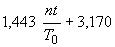 1,443 nt/T₀ + 3,170